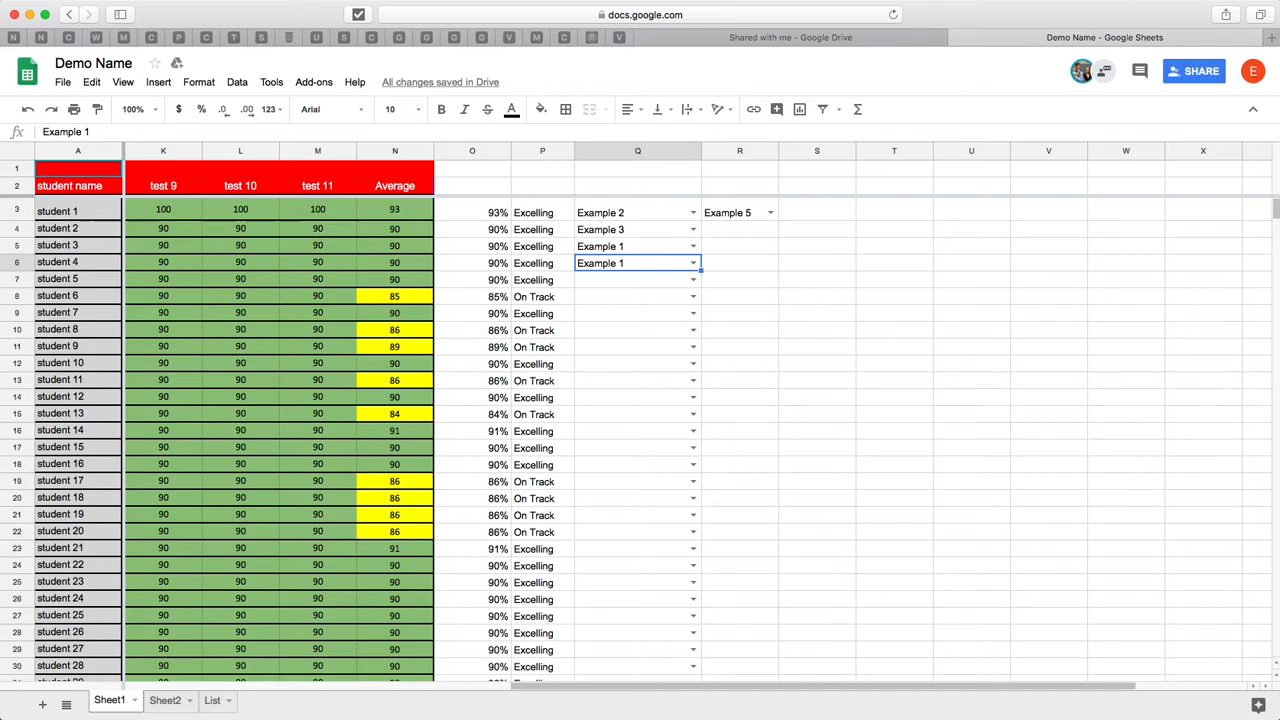 docs.google.com
N N C W M C P C T S U S C G G G V M C V Shared with me - Google Drive Demo Name - Google Sheets
Demo Name
File Edit View Insert Format Data Tools Add-ons Help All changes saved in Drive
SHARE E
100% $ % .0 .00 123 Arial 10 B I S A
fx Example 1
A K L M N O P Q R S T U V W X
1
2 student name test 9 test 10 test 11 Average
3 student 1 100 100 100 93 93% Excelling Example 2 Example 5
4 student 2 90 90 90 90 90% Excelling Example 3
5 student 3 90 90 90 90 90% Excelling Example 1
6 student 4 90 90 90 90 90% Excelling Example 1
7 student 5 90 90 90 90 90% Excelling
8 student 6 90 90 90 85 85% On Track
9 student 7 90 90 90 90 90% Excelling
10 student 8 90 90 90 86 86% On Track
11 student 9 90 90 90 89 89% On Track
12 student 10 90 90 90 90 90% Excelling
13 student 11 90 90 90 86 86% On Track
14 student 12 90 90 90 90 90% Excelling
15 student 13 90 90 90 84 84% On Track
16 student 14 90 90 90 91 91% Excelling
17 student 15 90 90 90 90 90% Excelling
18 student 16 90 90 90 90 90% Excelling
19 student 17 90 90 90 86 86% On Track
20 student 18 90 90 90 86 86% On Track
21 student 19 90 90 90 86 86% On Track
22 student 20 90 90 90 86 86% On Track
23 student 21 90 90 90 91 91% Excelling
24 student 22 90 90 90 90 90% Excelling
25 student 23 90 90 90 90 90% Excelling
26 student 24 90 90 90 90 90% Excelling
27 student 25 90 90 90 90 90% Excelling
28 student 26 90 90 90 90 90% Excelling
29 student 27 90 90 90 90 90% Excelling
30 student 28 90 90 90 90 90% Excelling
Sheet1 Sheet2 List